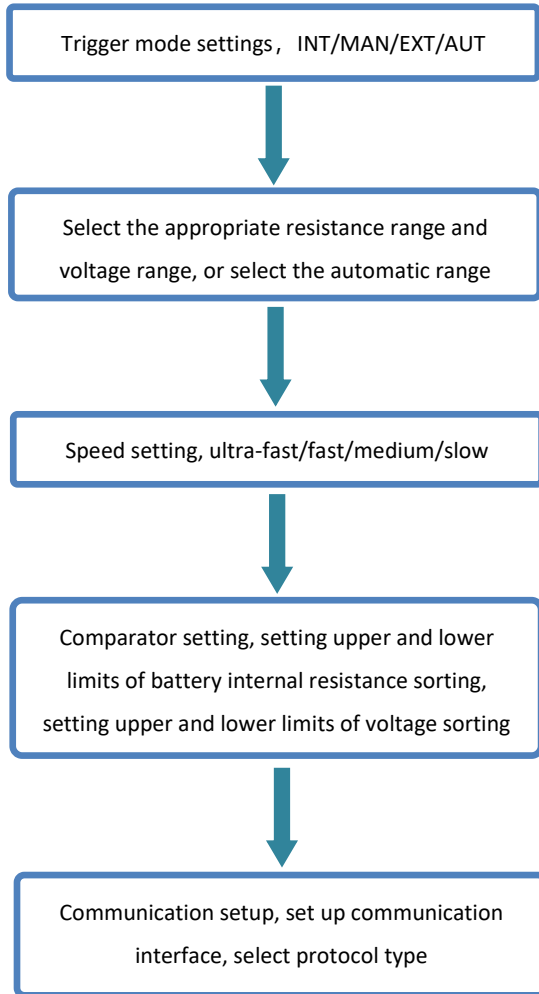 Trigger mode settings，INT/MAN/EXT/AUT
Select the appropriate resistance range and
voltage range, or select the automatic range
Speed setting, ultra-fast/fast/medium/slow
Comparator setting, setting upper and lower
limits of battery internal resistance sorting,
setting upper and lower limits of voltage sorting
Communication setup, set up communication
interface, select protocol type